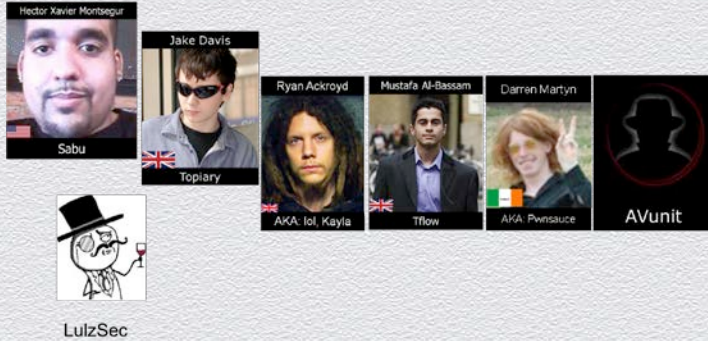 Hector Xavier Montsegur
Sabu
Jake Davis
Topiary
Ryan Ackroyd
AKA: lol, Kayla
Mustafa Al-Bassam
Tflow
Darren Martyn
AKA: Pwnsauce
AVunit
LulzSec